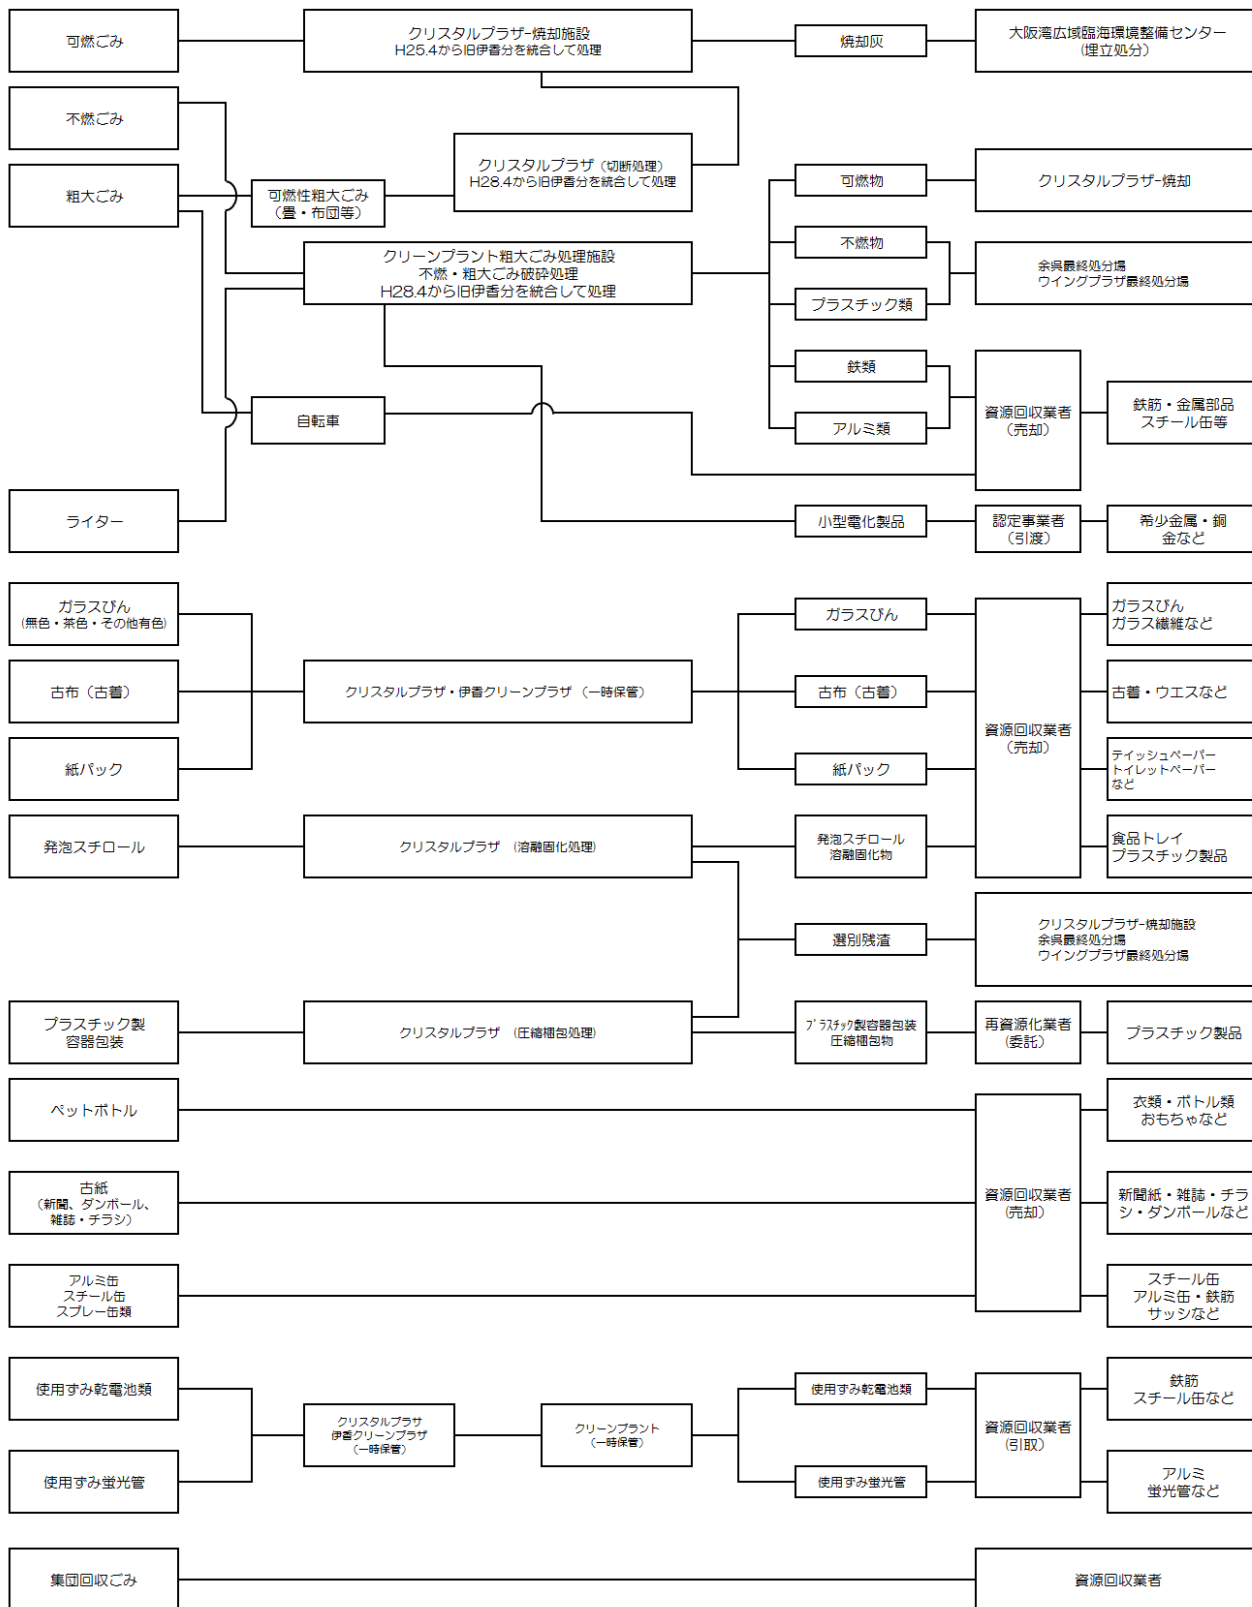 可燃ごみ
クリスタルプラザ-焼却施設
H25.4から旧伊香分を統合して処理
焼却灰
大阪湾広域臨海環境整備センター
(埋立処分)
不燃ごみ
粗大ごみ
可燃性粗大ごみ
（畳・布団等）
クリスタルプラザ（切断処理）
H28.4から旧伊香分を統合して処理
可燃物
クリスタルプラザ-焼却
クリーンプラント粗大ごみ処理施設
不燃・粗大ごみ破砕処理
H28.4から旧伊香分を統合して処理
不燃物
プラスチック類
余呉最終処分場
ウイングプラザ最終処分場
鉄類
アルミ類
自転車
資源回収業者
（売却）
鉄筋・金属部品
スチール缶等
ライター
小型電化製品
認定事業者
（引渡）
希少金属・銅
金など
ガラスびん
(無色・茶色・その他有色)
古布（古着）
紙パック
クリスタルプラザ・伊香クリーンプラザ （一時保管）
ガラスびん
古布（古着）
紙パック
資源回収業者
（売却）
ガラスびん
ガラス繊維など
古着・ウエスなど
テイッシュペーパー
トイレットペーパー
など
発泡スチロール
クリスタルプラザ （溶融固化処理）
発泡スチロール
溶融固化物
食品トレイ
プラスチック製品
選別残渣
クリスタルプラザ-焼却施設
余呉最終処分場
ウイングプラザ最終処分場
プラスチック製
容器包装
クリスタルプラザ （圧縮梱包処理）
プラスチック製容器包装
圧縮梱包物
再資源化業者
（委託）
プラスチック製品
ペットボトル
古紙
（新聞、ダンボール、
雑誌・チラシ）
アルミ缶
スチール缶
スプレー缶類
資源回収業者
（売却）
衣類・ボトル類
おもちゃなど
新聞紙・雑誌・チラ
シ・ダンボールなど
スチール缶
アルミ缶・鉄筋
サッシなど
使用ずみ乾電池類
使用ずみ蛍光管
クリスタルプラサ
伊香クリーンプラザ
（一時保管）
クリーンプラント
（一時保管）
使用ずみ乾電池類
使用ずみ蛍光管
資源回収業者
（引取）
鉄筋
スチール缶など
アルミ
蛍光管など
集団回収ごみ
資源回収業者